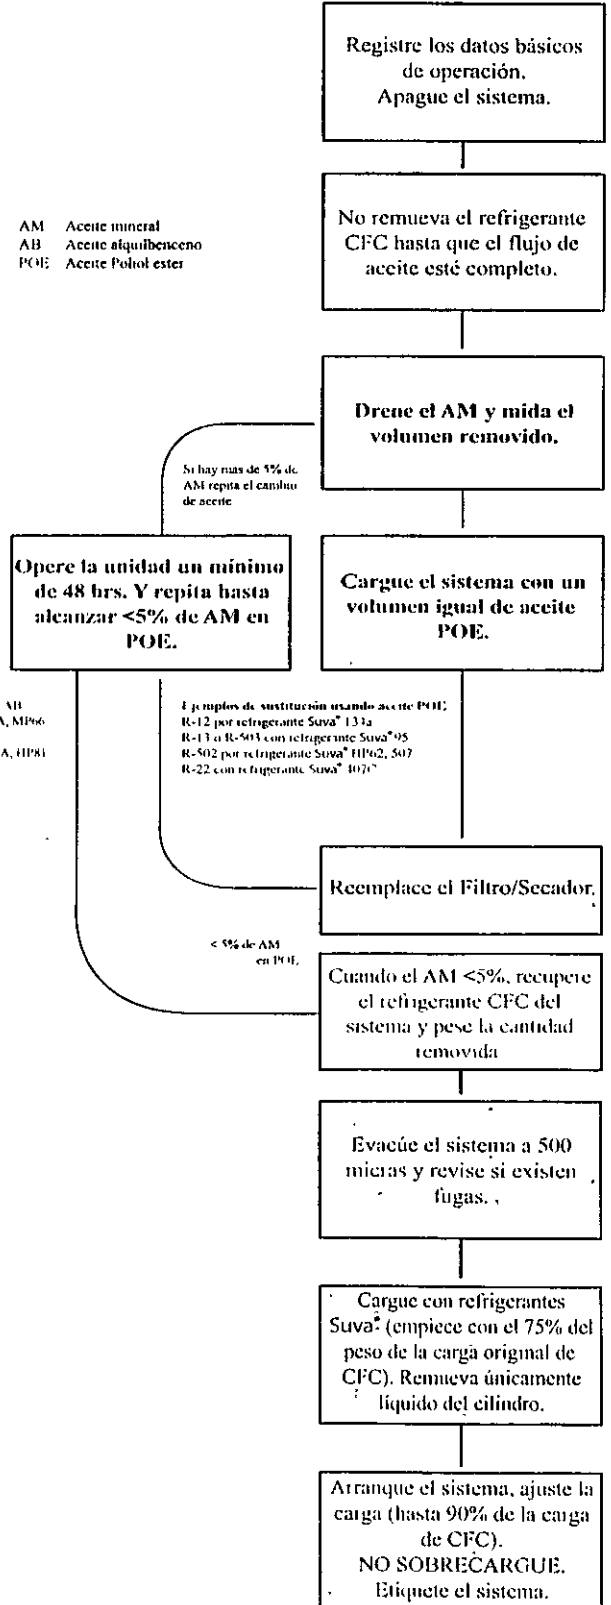 Registre los datos básicos
de operación.
Apague el sistema.
No remueva el refrigerante
CFC hasta que el flujo de
aceite esté completo.
AM Aceite mineral
AB Aceite alquilbenceno
POE Aceite Poliol ester
Drene el AM y mida el
volumen removido.
Si hay mas de 5% de
AM repita el cambio
de aceite
Opere la unidad un mínimo
de 48 hrs. Y repita hasta
alcanzar <5% de AM en
POE.
Cargue el sistema con un
volumen igual de aceite
POE.
AB
A, MP66
A, HP81
Ejemplos de sustitución usando aceite POE
R-12 por refrigerante Suva® 134a
R-13 o R-503 con refrigerante Suva® 95
R-502 por refrigerante Suva® HP62, 507
R-22 con refrigerante Suva® 407C
Reemplace el Filtro/Secador.
< 5% de AM
en POE
Cuando el AM <5%, recupere
el refrigerante CFC del
sistema y pese la cantidad
removida
Evacúe el sistema a 500
micras y revise si existen
fugas.
Cargue con refrigerantes
Suva® (empiece con el 75% del
peso de la carga original de
CFC). Remueva únicamente
líquido del cilindro.
Arranque el sistema, ajuste la
carga (hasta 90% de la carga
de CFC).
NO SOBRECARGUE.
Etiquete el sistema.